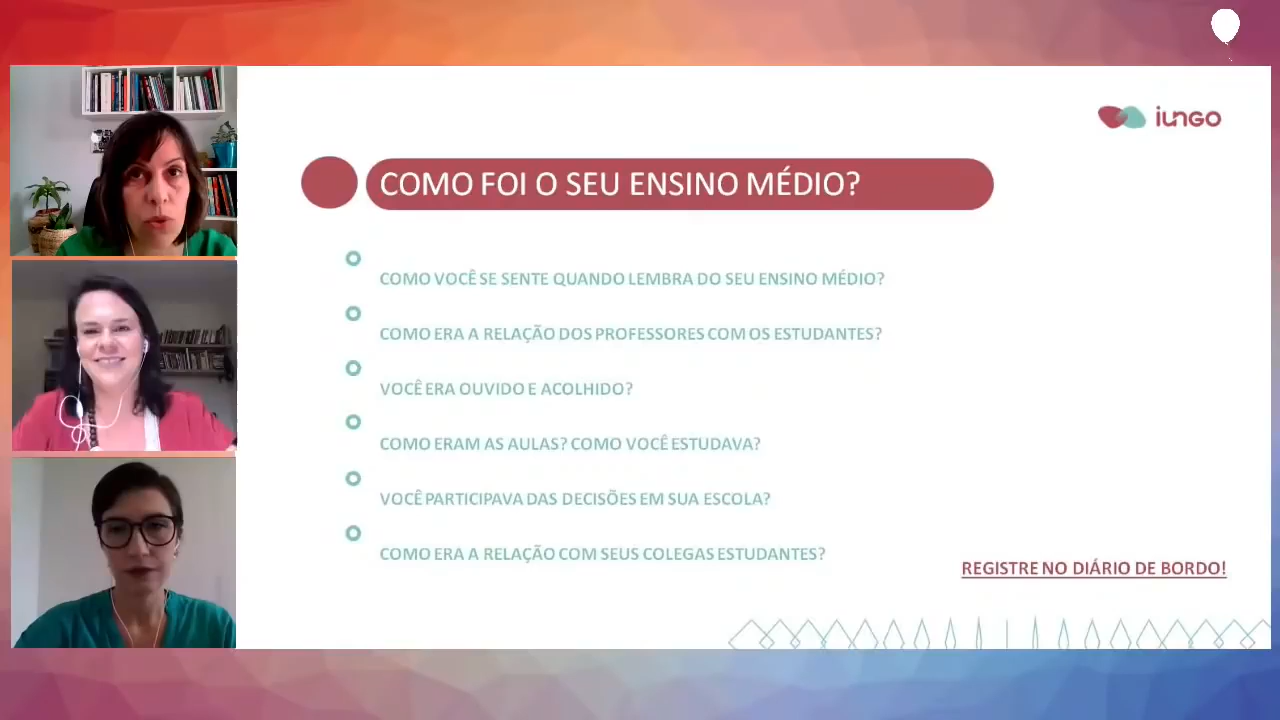 iUNGO
COMO FOI O SEU ENSINO MÉDIO?
COMO VOCÊ SE SENTE QUANDO LEMBRA DO SEU ENSINO MÉDIO?
COMO ERA A RELAÇÃO DOS PROFESSORES COM OS ESTUDANTES?
VOCÊ ERA OUVIDO E ACOLHIDO?
COMO ERAM AS AULAS? COMO VOCÊ ESTUDAVA?
VOCÊ PARTICIPAVA DAS DECISÕES EM SUA ESCOLA?
COMO ERA A RELAÇÃO COM SEUS COLEGAS ESTUDANTES?
REGISTRE NO DIÁRIO DE BORDO!